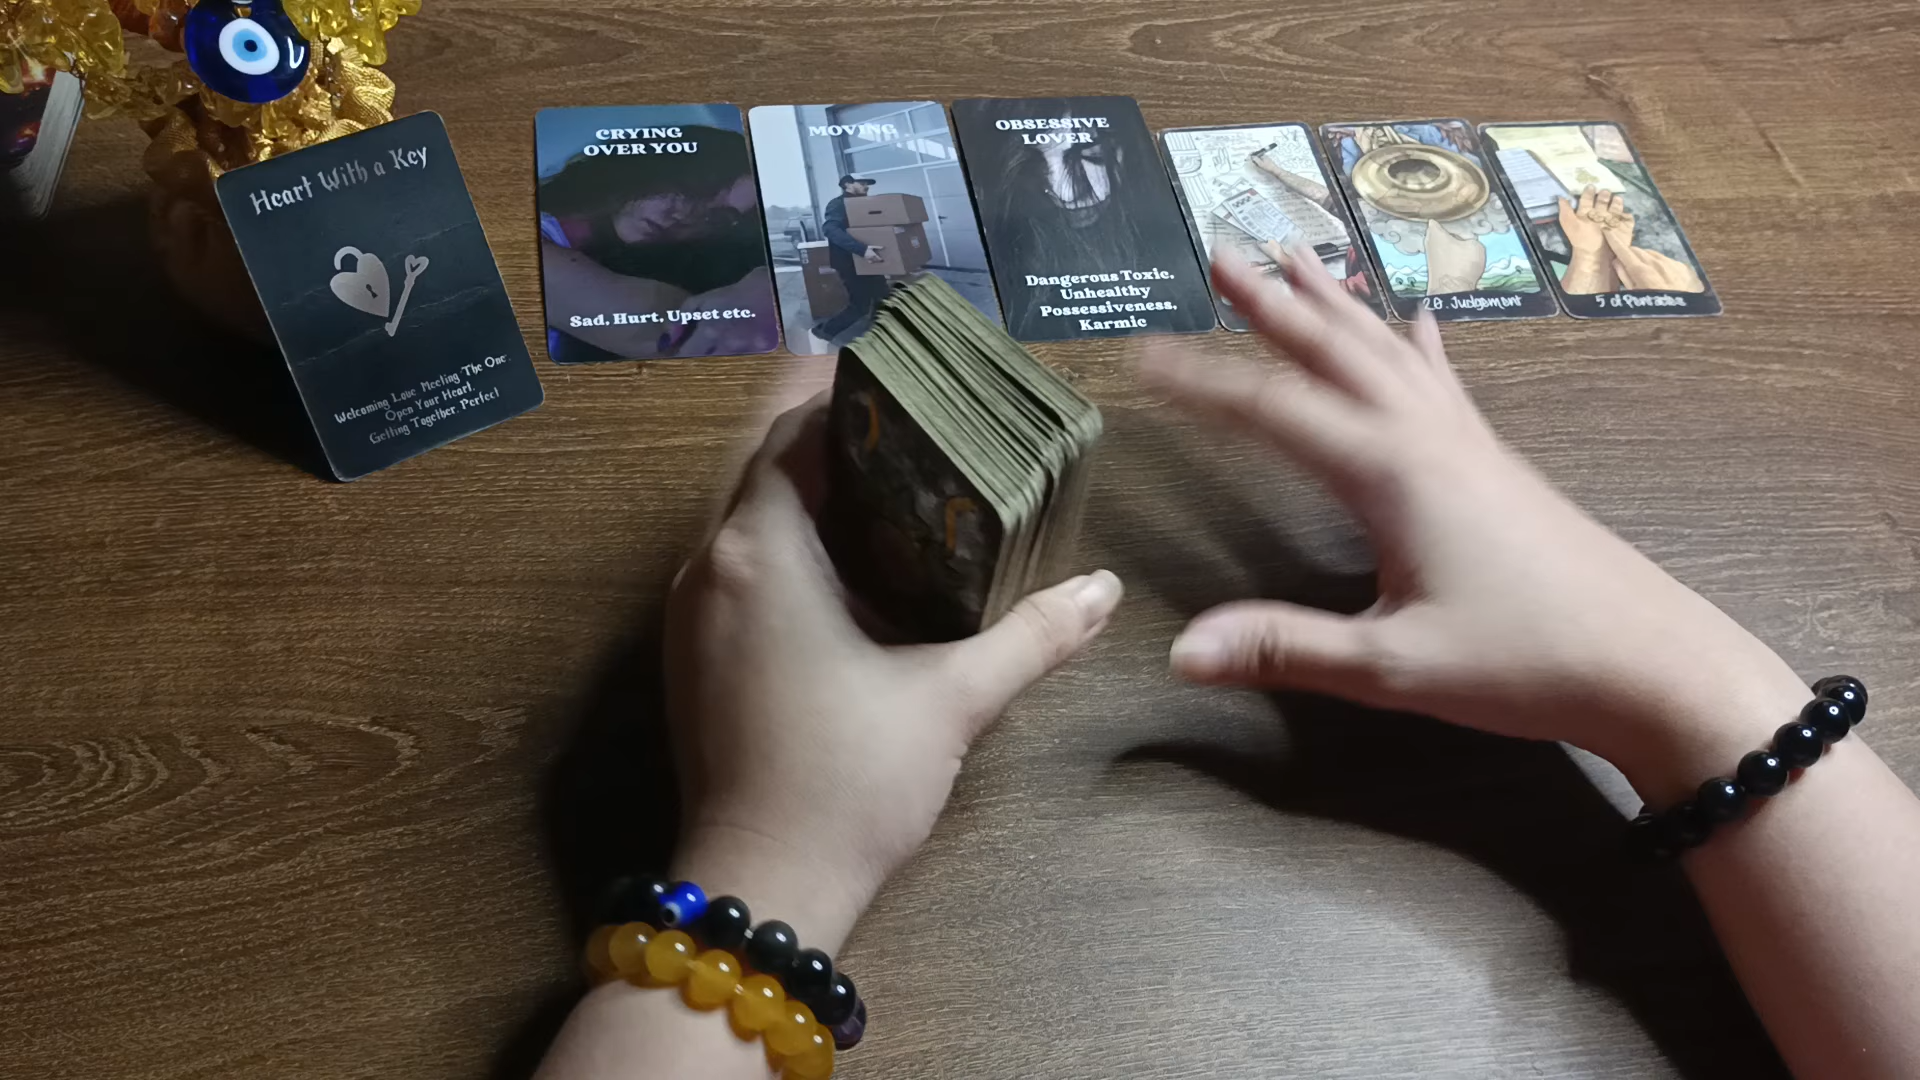 Heart With a Key
Welcoming Love Meeting The One.
Open Your Heart.
Getting Together. Perfect
CRYING
OVER YOU
Sad, Hurt, Upset etc.
MOVING
OBSESSIVE
LOVER
Dangerous Toxic,
Unhealthy
Possessiveness,
Karmic
20. Judgement
5 of Pentacles